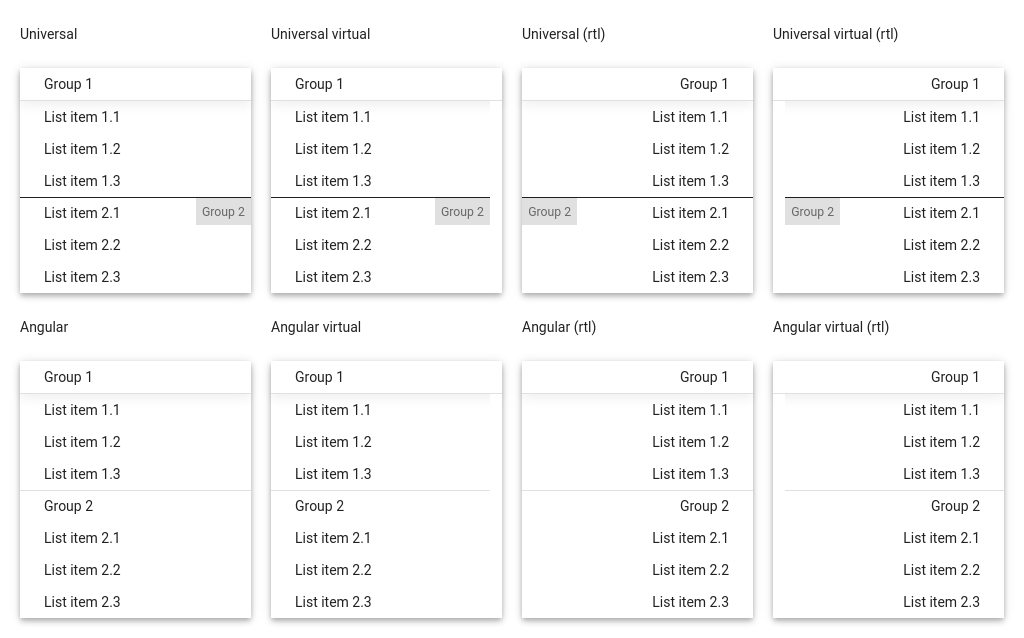 Universal
Group 1
List item 1.1
List item 1.2
List item 1.3
List item 2.1 Group 2
List item 2.2
List item 2.3
Universal virtual
Group 1
List item 1.1
List item 1.2
List item 1.3
List item 2.1 Group 2
List item 2.2
List item 2.3
Universal (rtl)
Group 1
List item 1.1
List item 1.2
List item 1.3
Group 2 List item 2.1
List item 2.2
List item 2.3
Universal virtual (rtl)
Group 1
List item 1.1
List item 1.2
List item 1.3
Group 2 List item 2.1
List item 2.2
List item 2.3
Angular
Group 1
List item 1.1
List item 1.2
List item 1.3
Group 2
List item 2.1
List item 2.2
List item 2.3
Angular virtual
Group 1
List item 1.1
List item 1.2
List item 1.3
Group 2
List item 2.1
List item 2.2
List item 2.3
Angular (rtl)
Group 1
List item 1.1
List item 1.2
List item 1.3
Group 2
List item 2.1
List item 2.2
List item 2.3
Angular virtual (rtl)
Group 1
List item 1.1
List item 1.2
List item 1.3
Group 2
List item 2.1
List item 2.2
List item 2.3